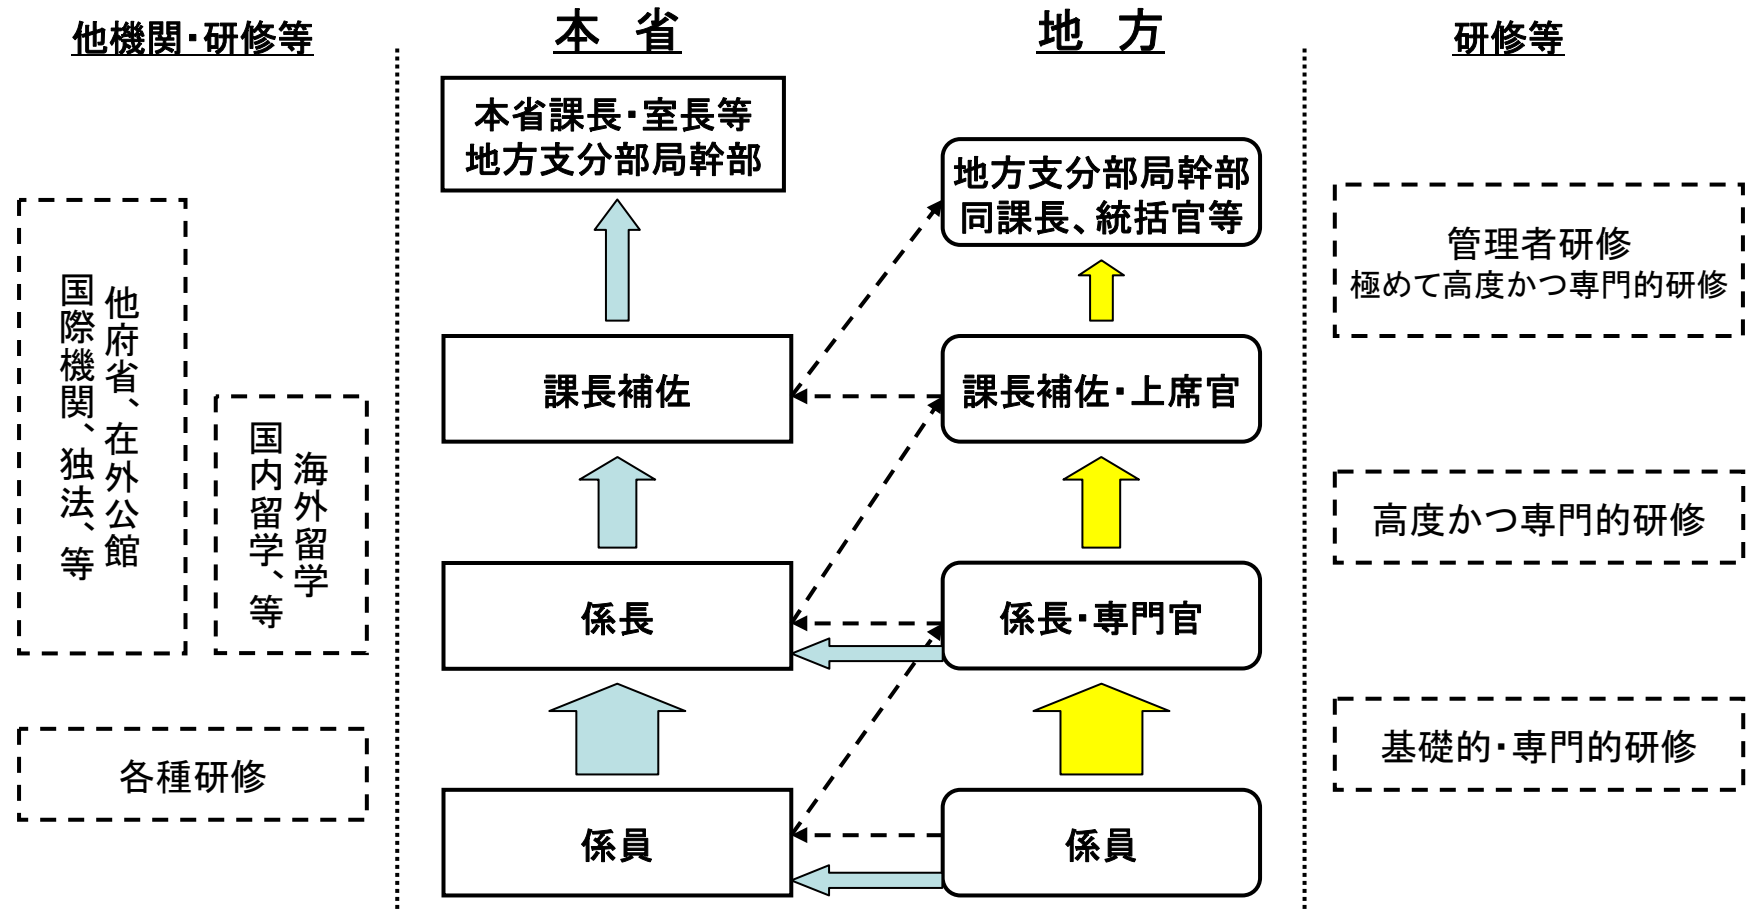 他機関・研修等
本　省
地　方
研修等
他府省、在外公館
国際機関、独法、等
海外留学
国内留学、等
各種研修
本省課長・室長等
地方支分部局幹部
課長補佐
係長
係員
地方支分部局幹部
同課長、統括官等
課長補佐・上席官
係長・専門官
係員
管理者研修
極めて高度かつ専門的研修
高度かつ専門的研修
基礎的・専門的研修